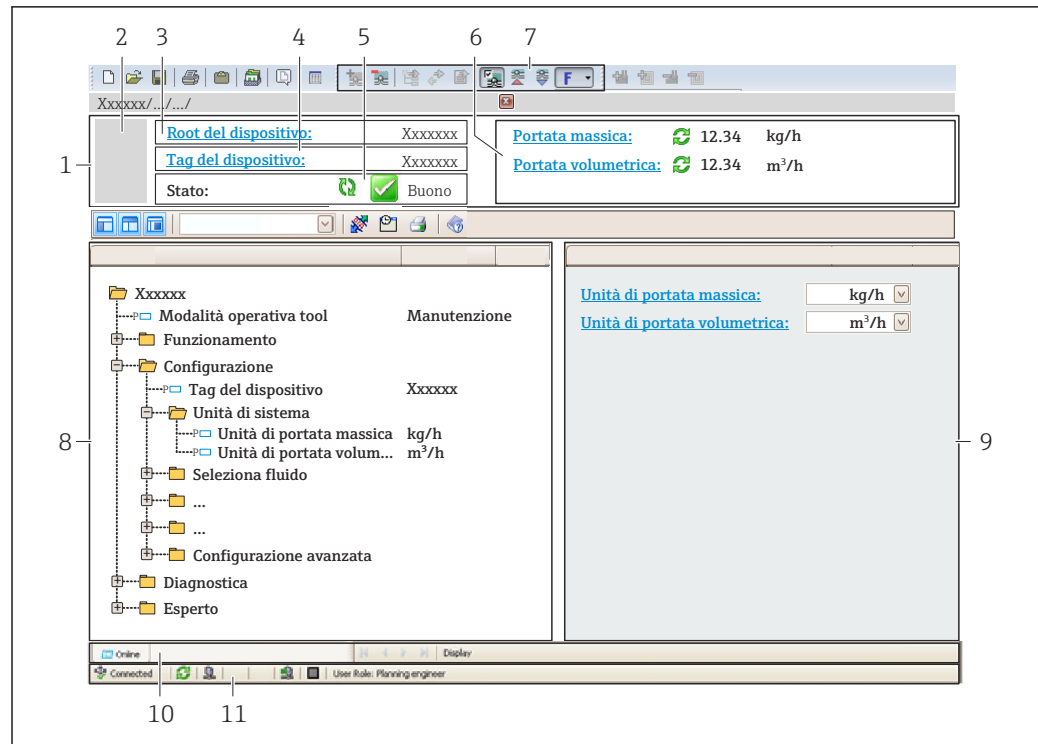 2 3 4 5 6 7
F
Xxxxxx/.../.../
1
Root del dispositivo: Xxxxxxx
Tag del dispositivo: Xxxxxxx
Stato: Buono
Portata massica: 12.34 kg/h
Portata volumetrica: 12.34 m³/h
Xxxxxx
P Modalità operativa tool Manutenzione
Funzionamento
Configurazione
P Tag del dispositivo Xxxxxx
Unità di sistema
P Unità di portata massica kg/h
P Unità di portata volum... m³/h
Seleziona fluido
...
...
Configurazione avanzata
Diagnostica
Esperto
8
Unità di portata massica: kg/h
Unità di portata volumetrica: m³/h
9
Online Display
Connected User Role: Planning engineer
10 11